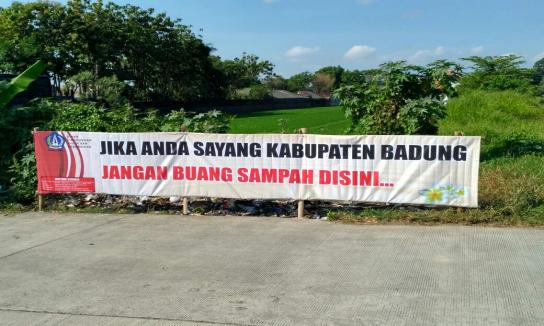 JIKA ANDA SAYANG KABUPATEN BADUNG
JANGAN BUANG SAMPAH DISINI...